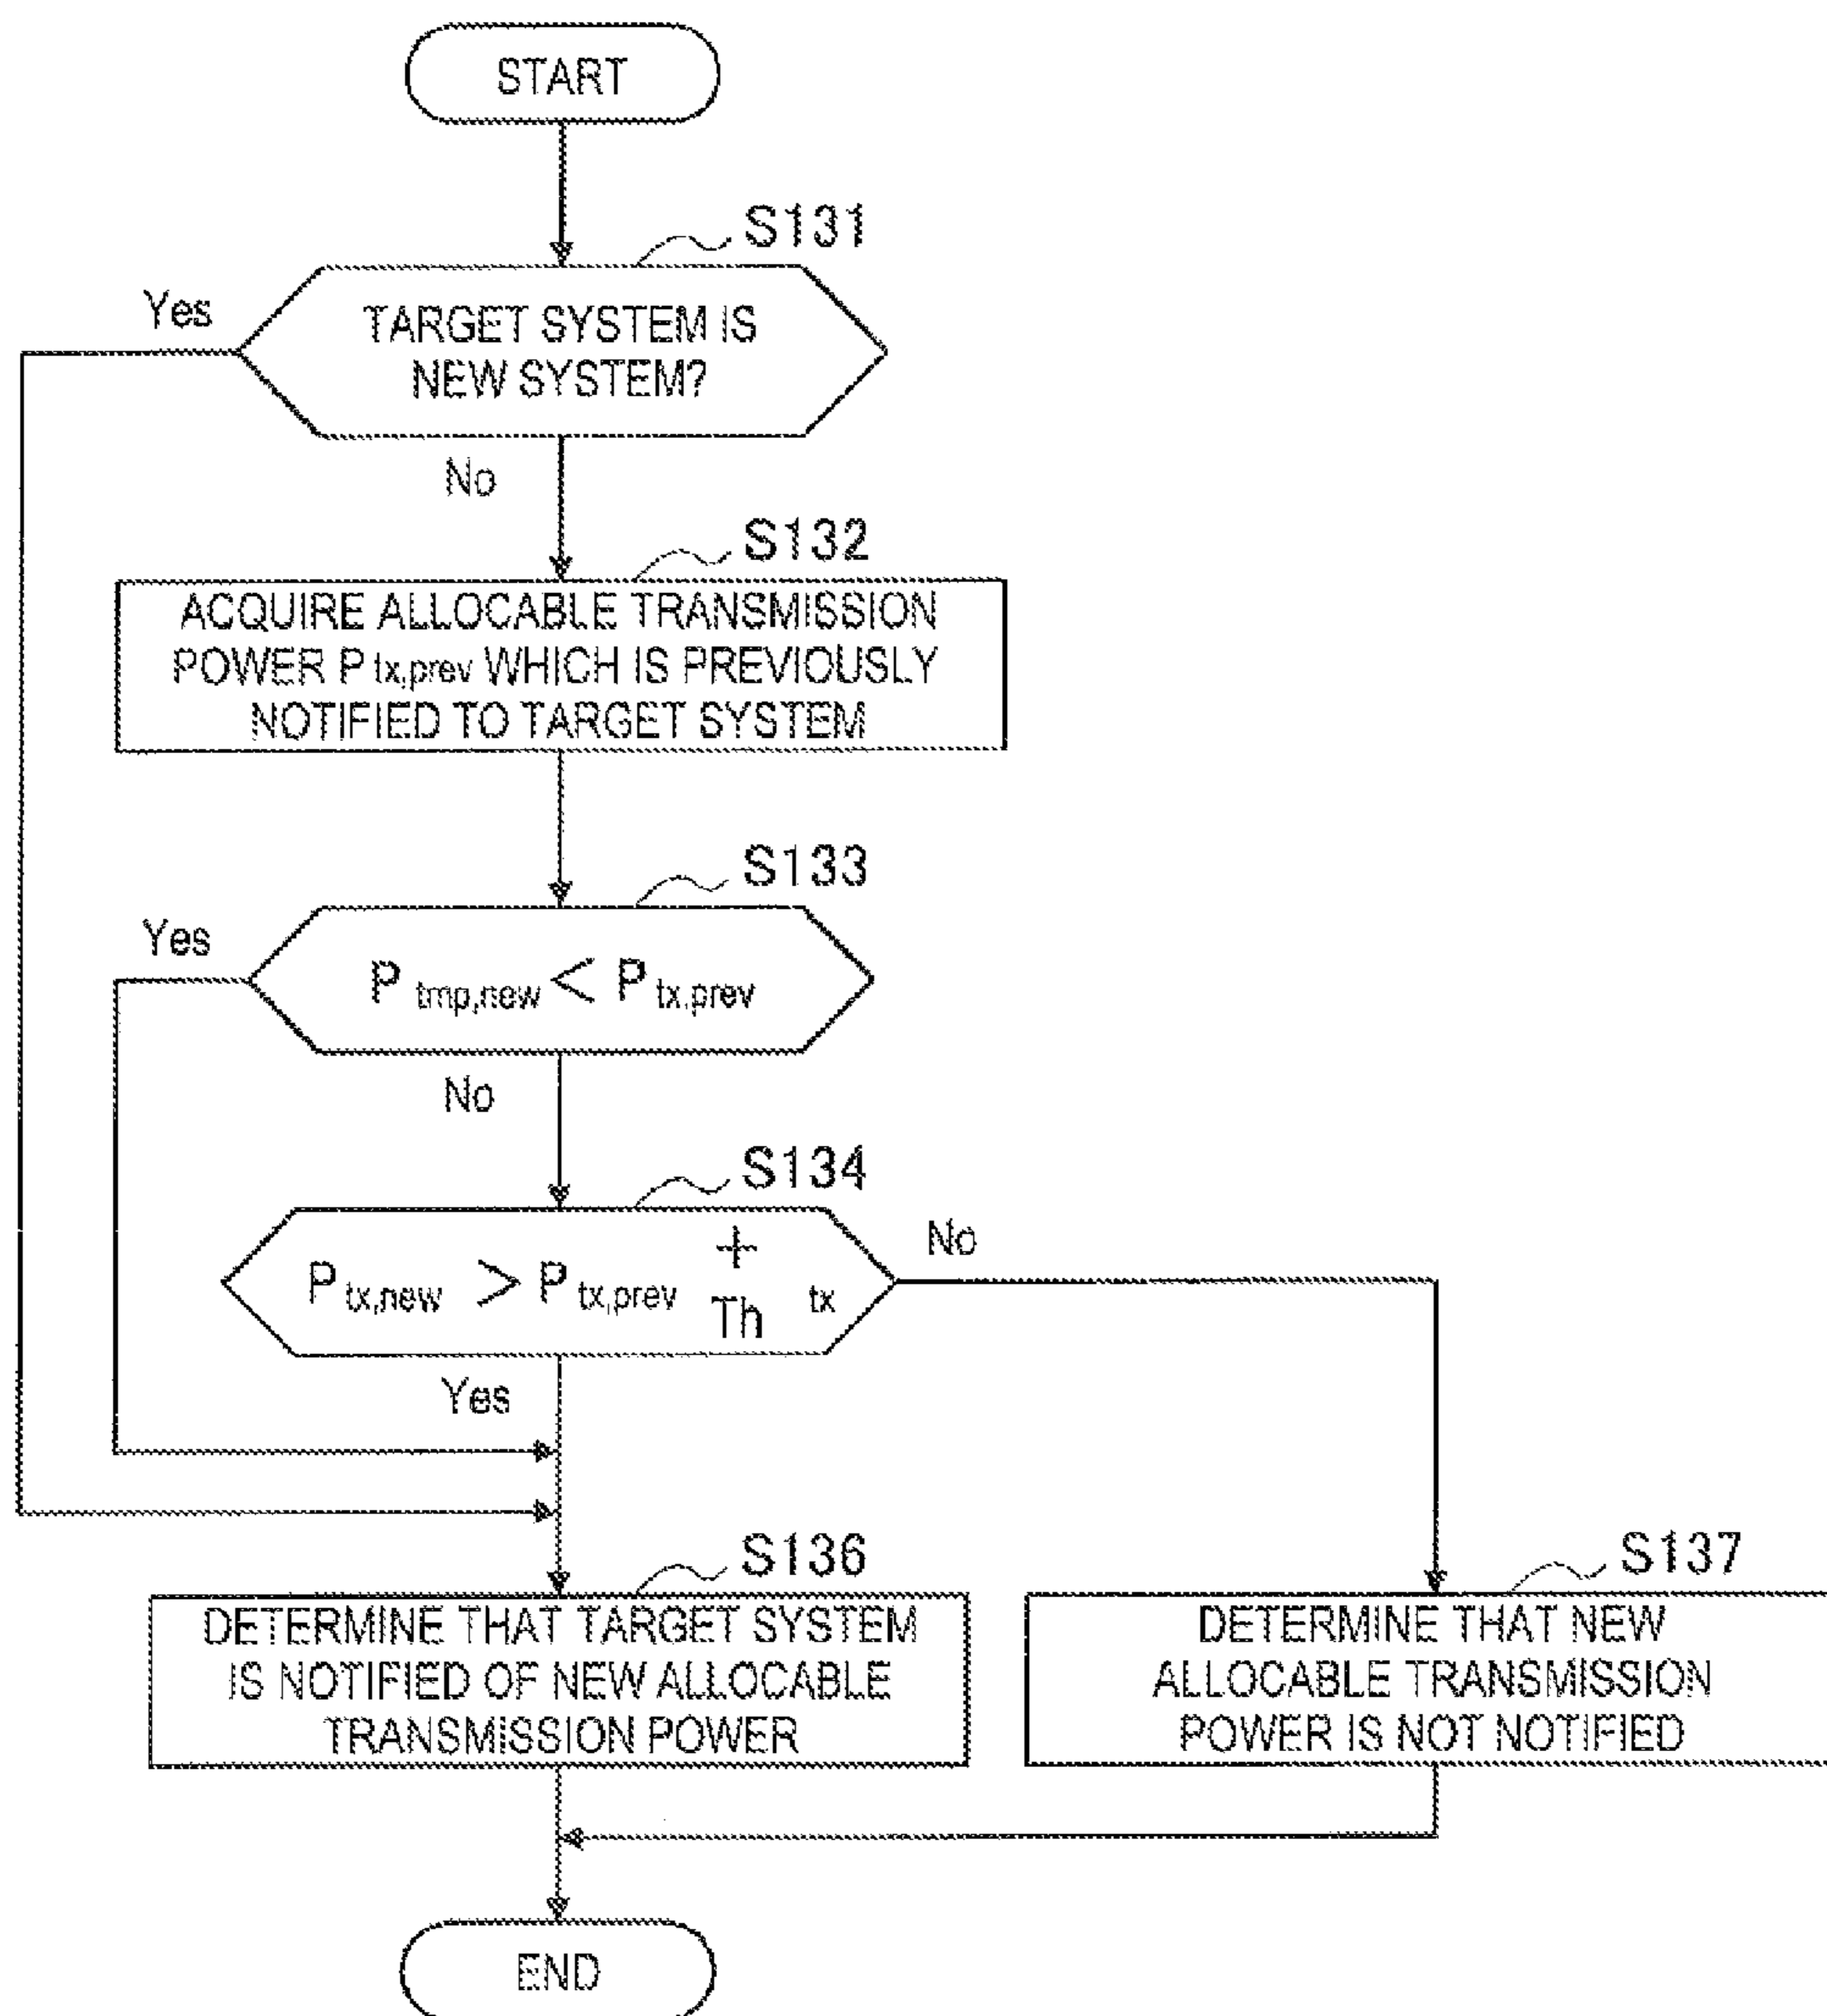 START
S131
Yes
TARGET SYSTEM IS
NEW SYSTEM?
No
S132
ACQUIRE ALLOCABLE TRANSMISSION
POWER P tx,prev WHICH IS PREVIOUSLY
NOTIFIED TO TARGET SYSTEM
S133
Yes
P tmp,new < P tx,prev
No
S134
P tx,new > P tx,prev + Th tx
No
Yes
S136
DETERMINE THAT TARGET SYSTEM
IS NOTIFIED OF NEW ALLOCABLE
TRANSMISSION POWER
S137
DETERMINE THAT NEW
ALLOCABLE TRANSMISSION
POWER IS NOT NOTIFIED
END